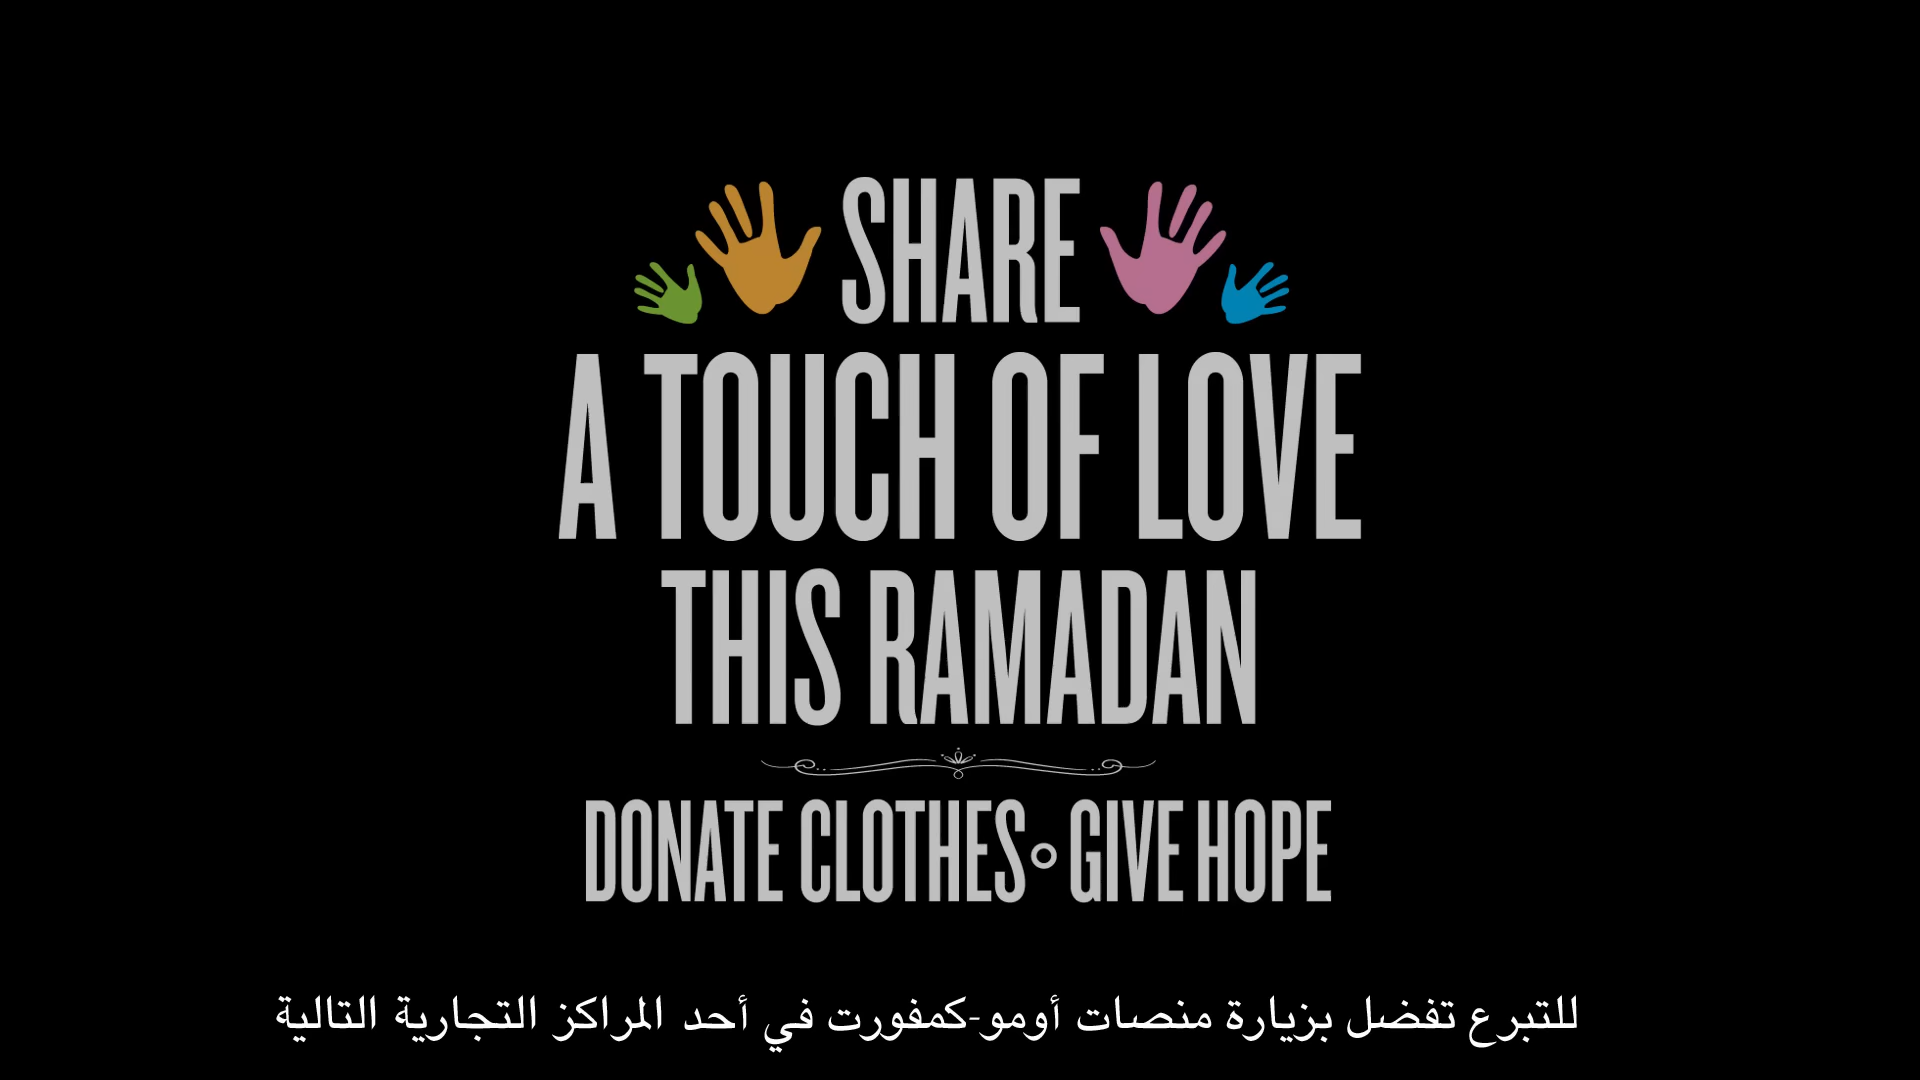 SHARE
A TOUCH OF LOVE
THIS RAMADAN
DONATE CLOTHES ◦ GIVE HOPE
للتبرع تفضل بزيارة منصات أومو-كمفورت في أحد المراكز التجارية التالية